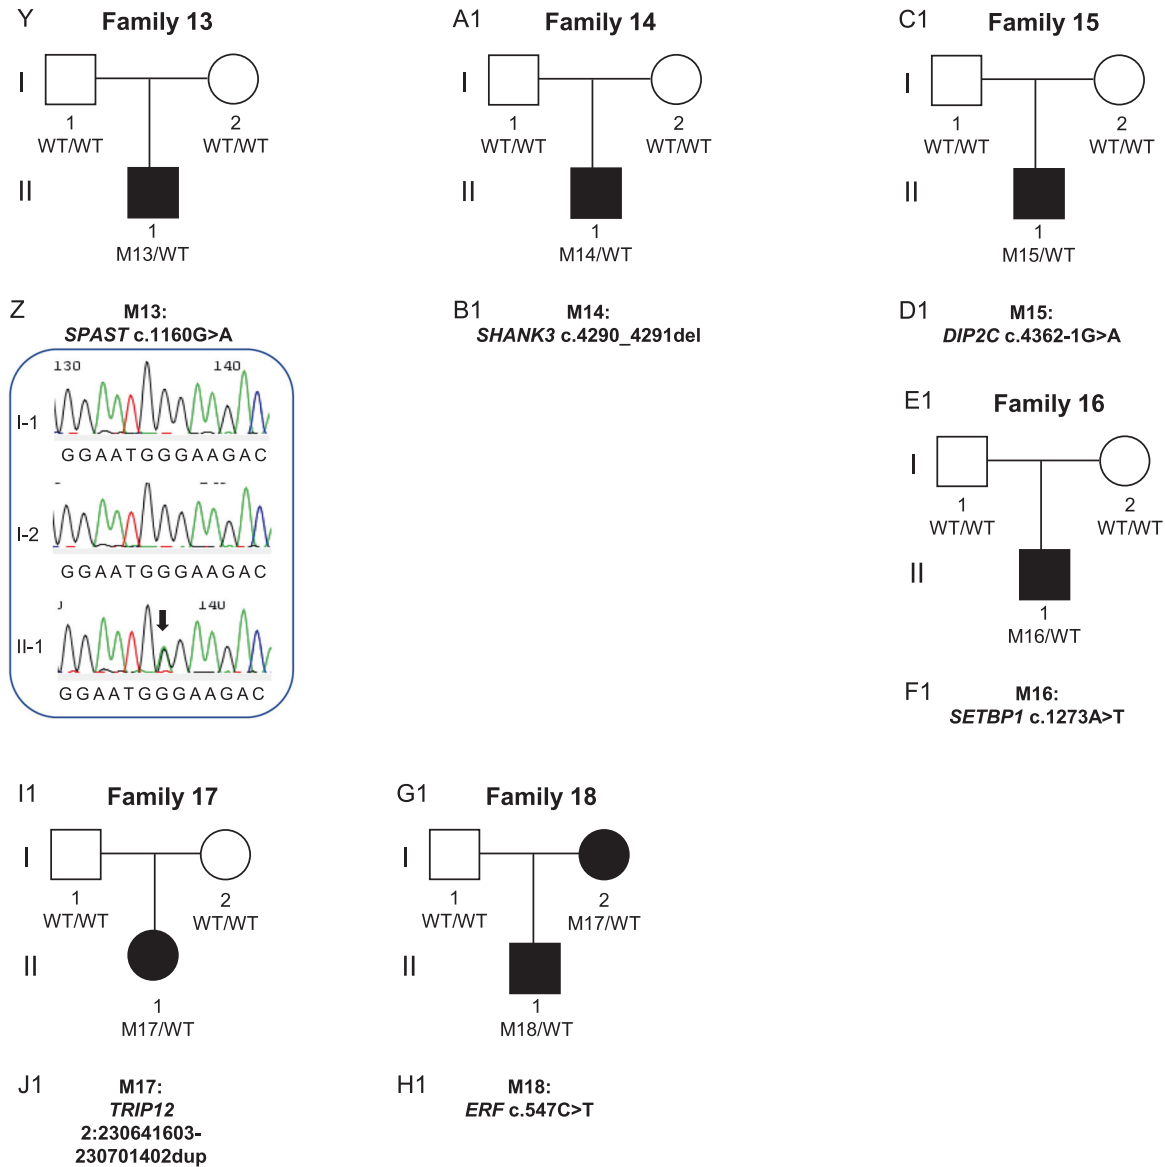 Y Family 13
I
1 2
WT/WT WT/WT
II
1
M13/WT
Z M13:
SPAST c.1160G>A
130 140
I-1
GGAATGGGAAGAC
I-2
GGAATGGGAAGAC
140
II-1
GGAATGGGAAGAC
A1 Family 14
I
1 2
WT/WT WT/WT
II
1
M14/WT
B1 M14:
SHANK3 c.4290_4291del
C1 Family 15
I
1 2
WT/WT WT/WT
II
1
M15/WT
D1 M15:
DIP2C c.4362-1G>A
E1 Family 16
I
1 2
WT/WT WT/WT
II
1
M16/WT
F1 M16:
SETBP1 c.1273A>T
I1 Family 17
I
1 2
WT/WT WT/WT
II
1
M17/WT
J1 M17:
TRIP12
2:230641603-
230701402dup
G1 Family 18
I
1 2
WT/WT M17/WT
II
1
M18/WT
H1 M18:
ERF c.547C>T